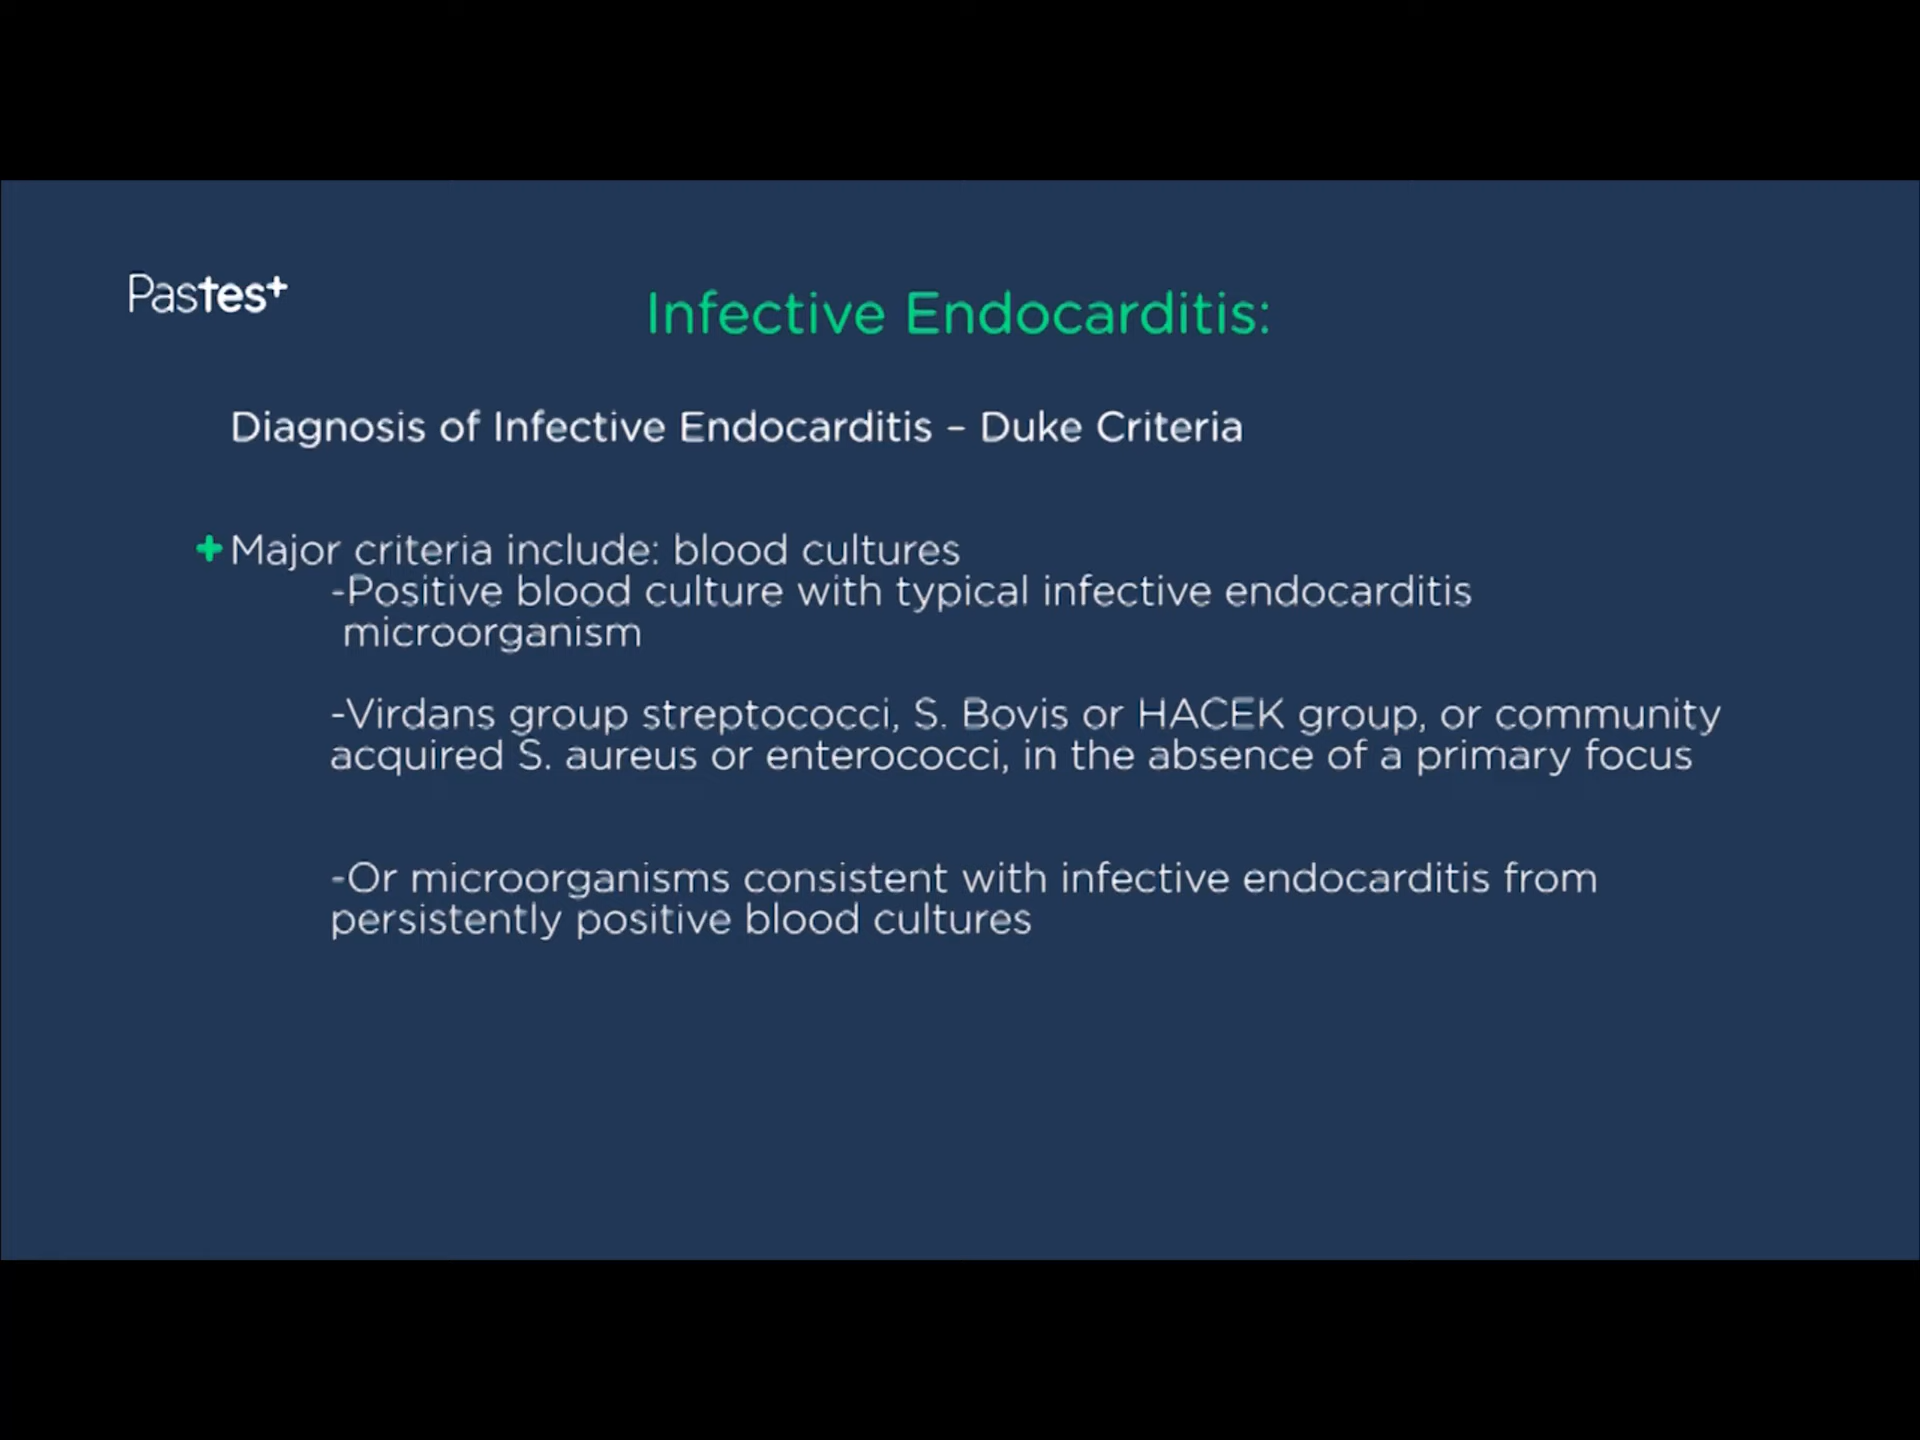 Pastest
Infective Endocarditis:
Diagnosis of Infective Endocarditis – Duke Criteria
+Major criteria include: blood cultures
-Positive blood culture with typical infective endocarditis
microorganism
-Virdans group streptococci, S. Bovis or HACEK group, or community
acquired S. aureus or enterococci, in the absence of a primary focus
-Or microorganisms consistent with infective endocarditis from
persistently positive blood cultures